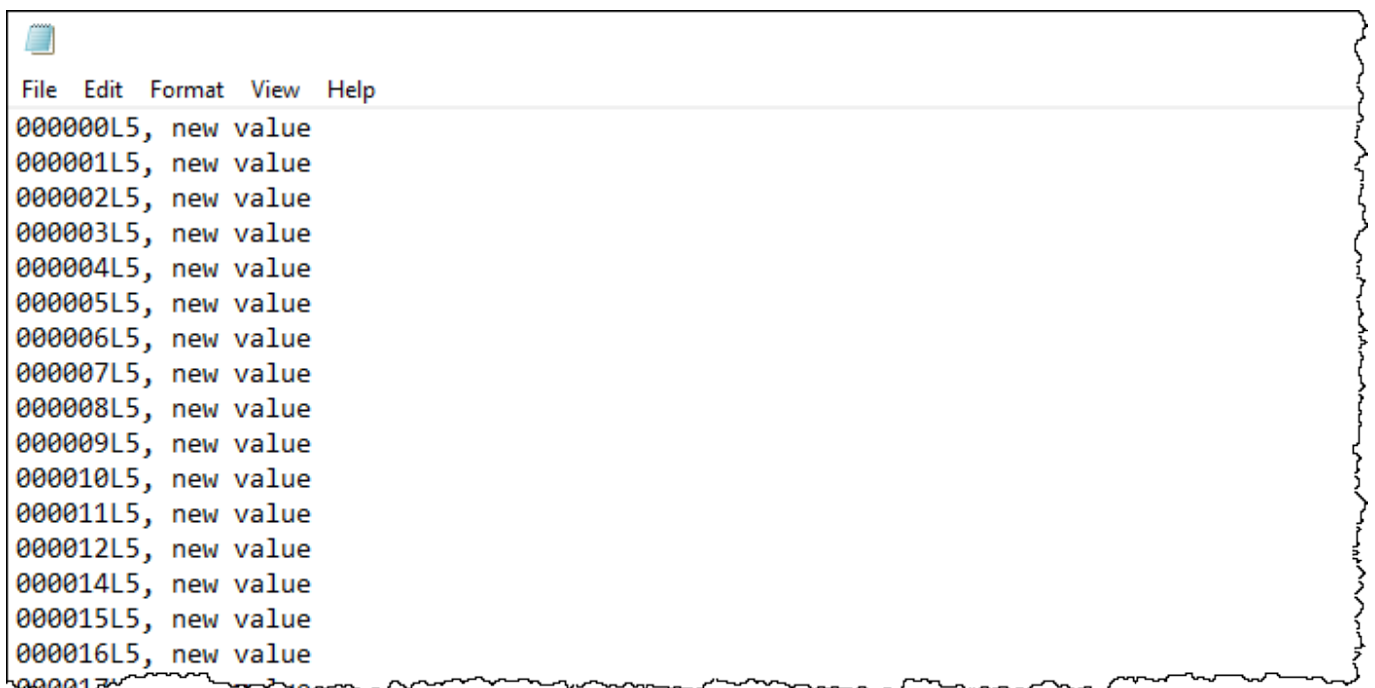 File Edit Format View Help
000000L5, new value
000001L5, new value
000002L5, new value
000003L5, new value
000004L5, new value
000005L5, new value
000006L5, new value
000007L5, new value
000008L5, new value
000009L5, new value
000010L5, new value
000011L5, new value
000012L5, new value
000014L5, new value
000015L5, new value
000016L5, new value